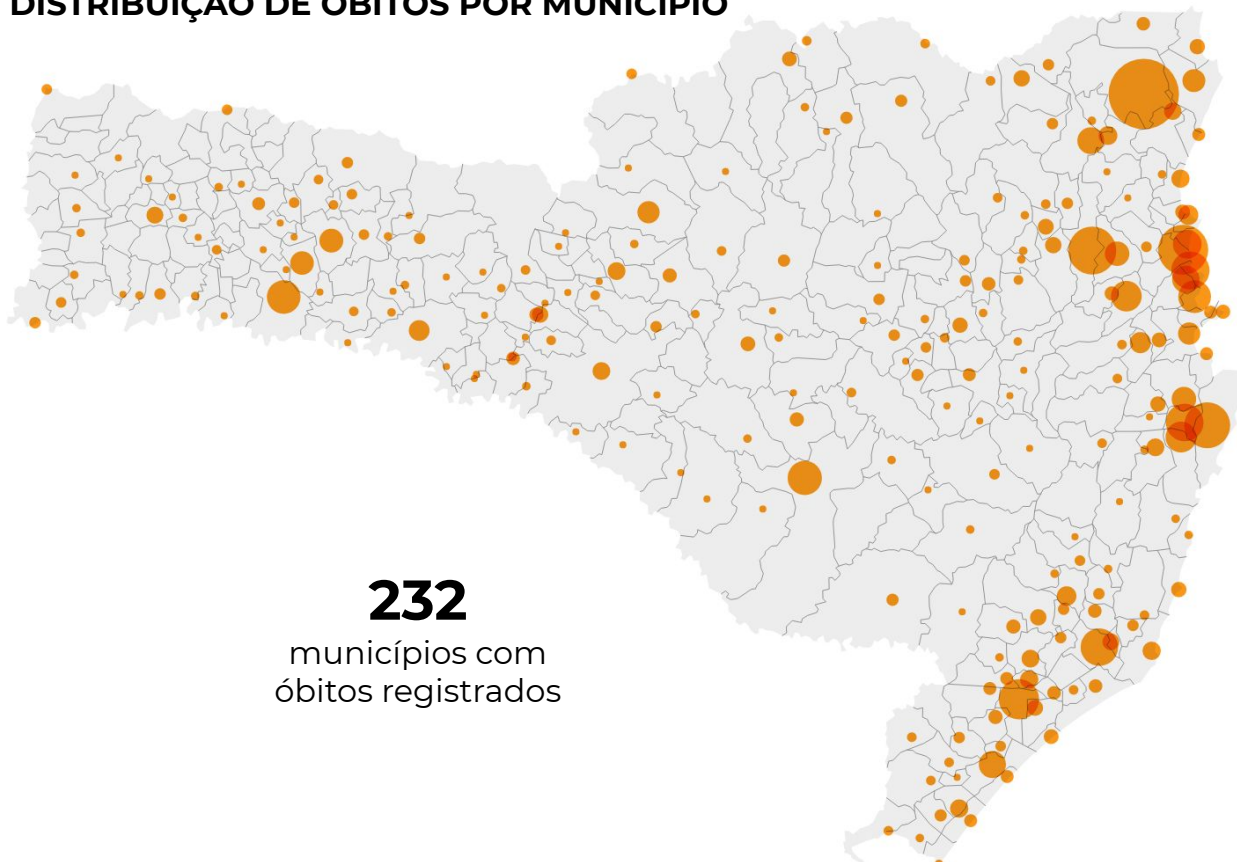 DISTRIBUIÇÃO DE ÓBITOS POR MUNICÍPIO
232
municípios com
óbitos registrados